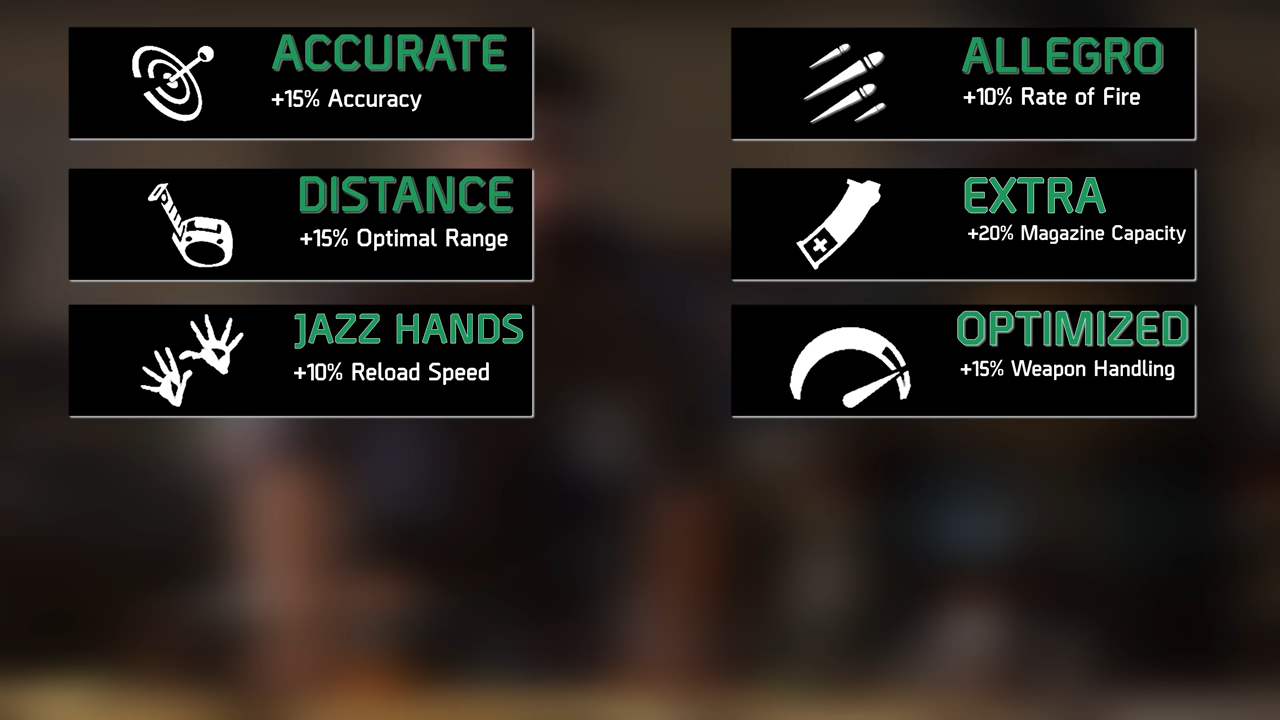 ACCURATE
+15% Accuracy
ALLEGRO
+10% Rate of Fire
DISTANCE
+15% Optimal Range
EXTRA
+20% Magazine Capacity
JAZZ HANDS
+10% Reload Speed
OPTIMIZED
+15% Weapon Handling